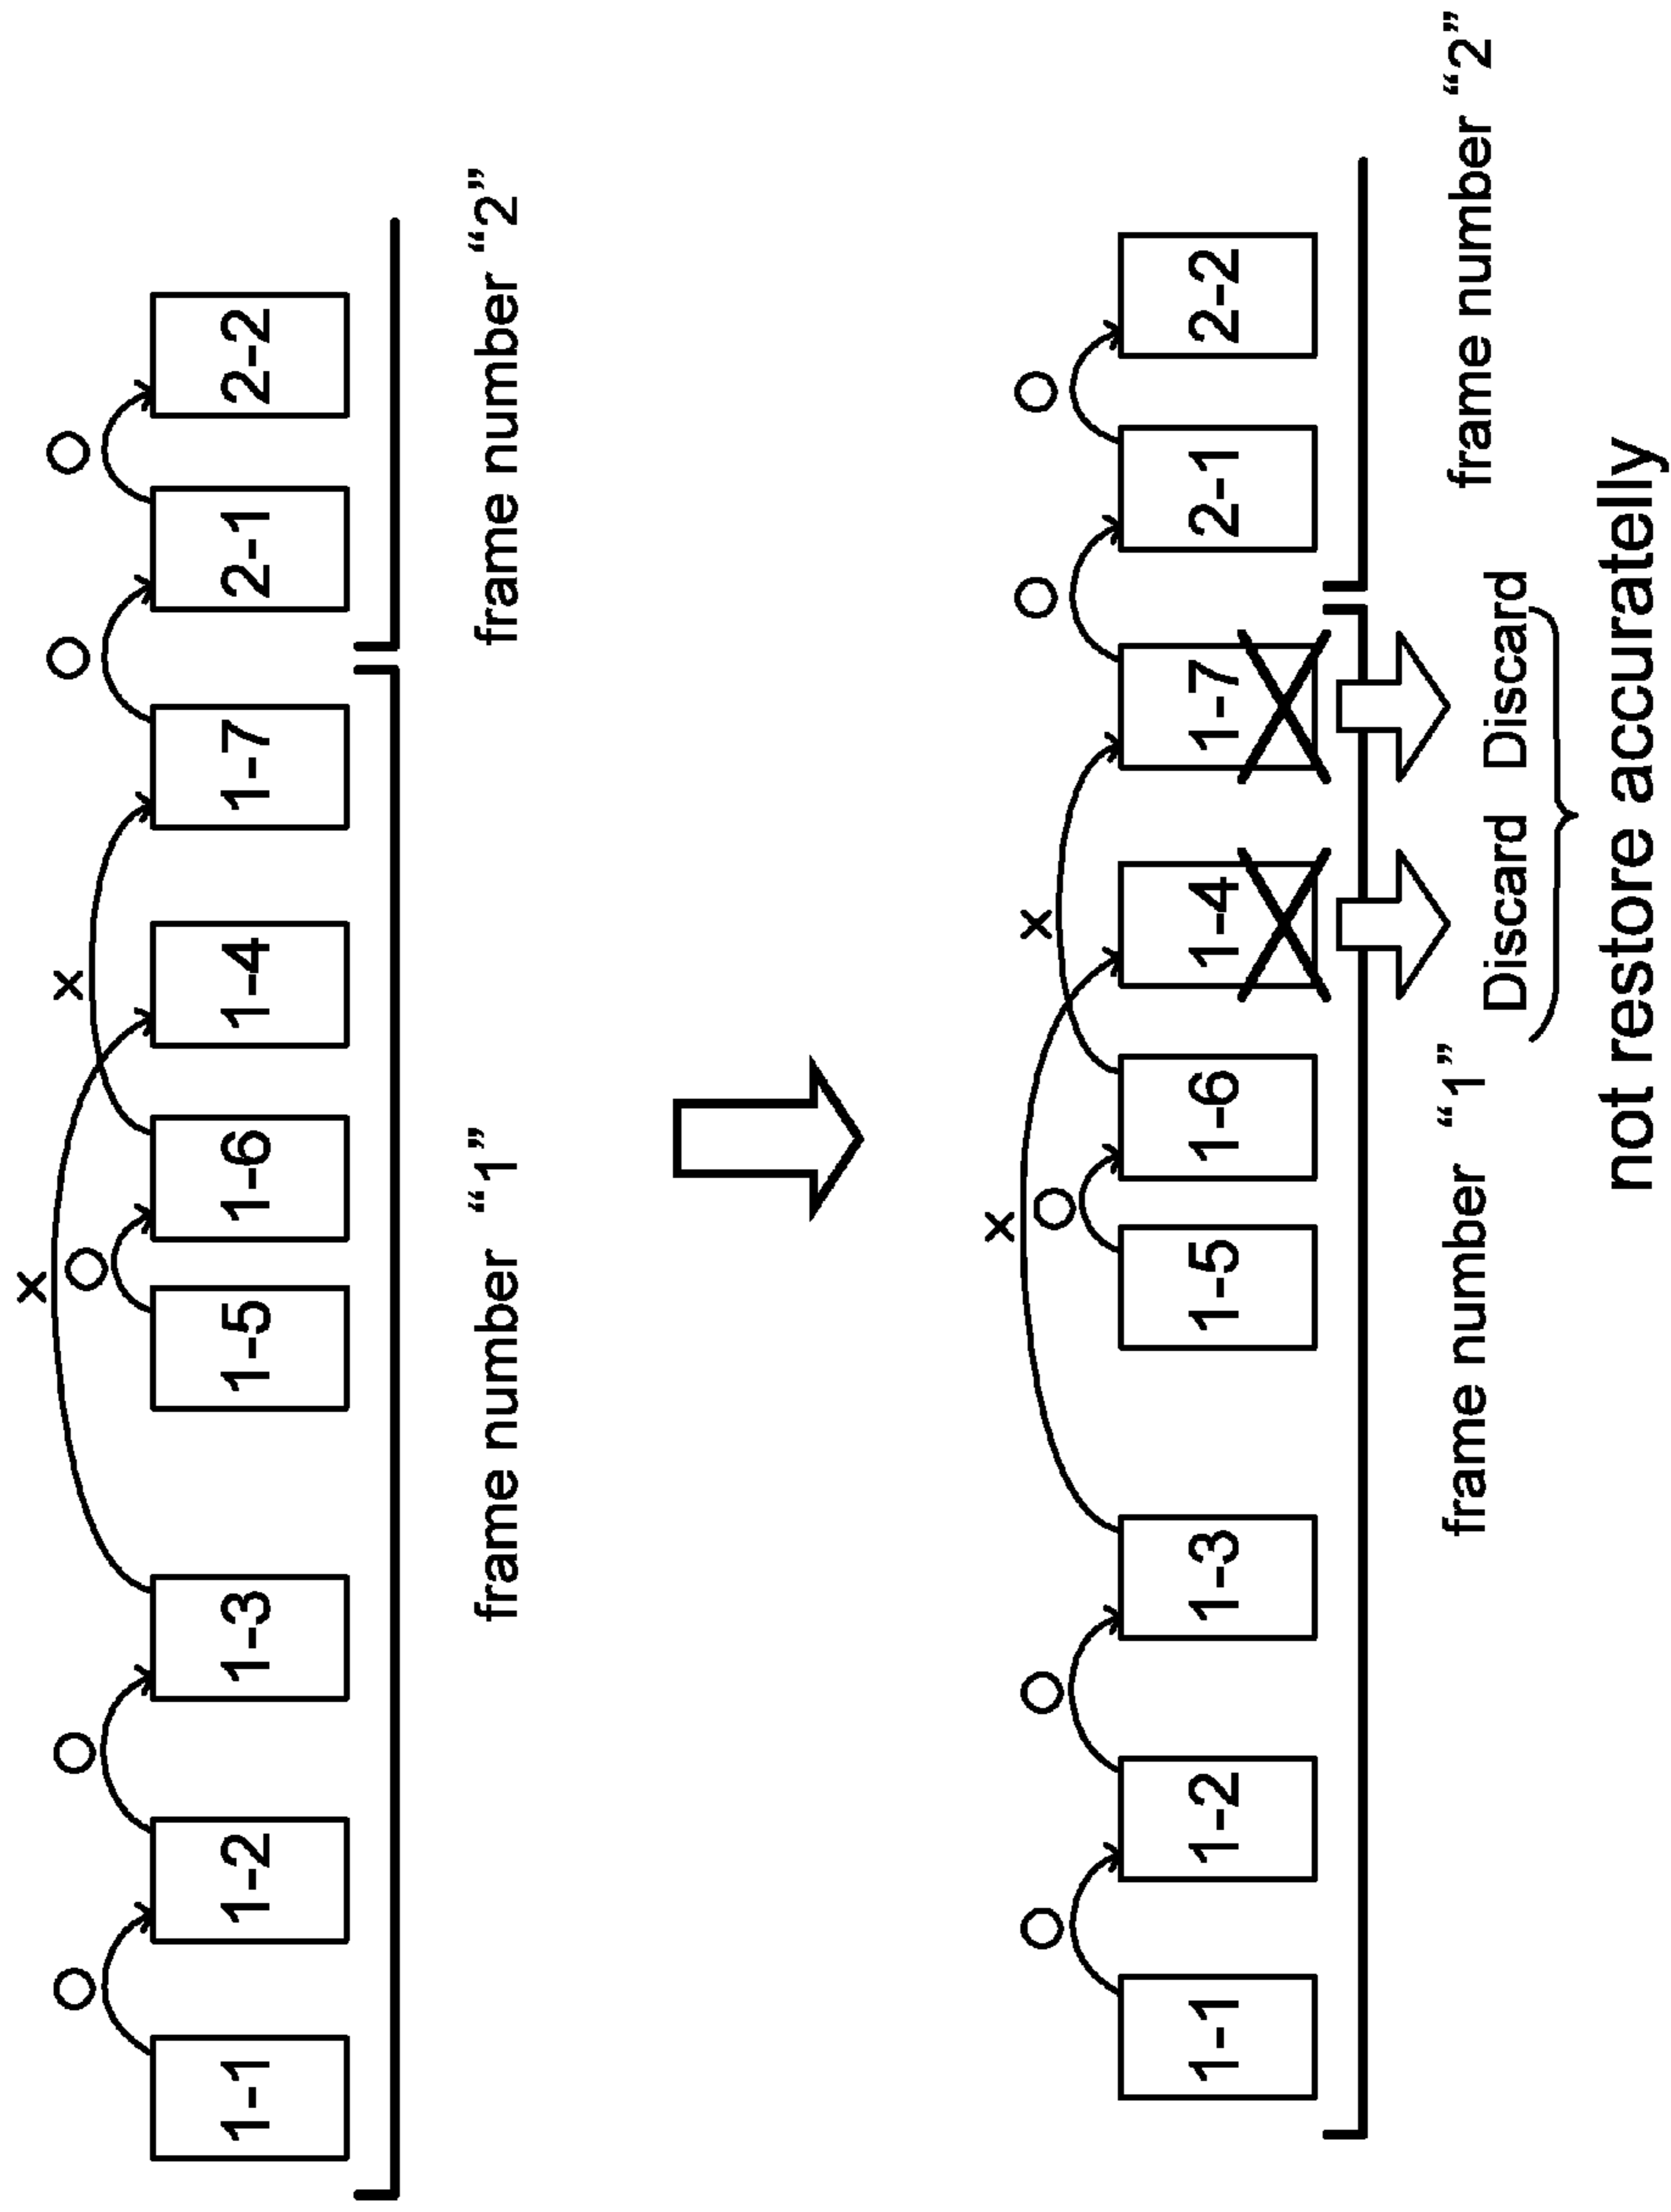 1-1 1-2 1-3 1-5 1-6 1-4 1-7 2-1 2-2
frame number “1” frame number “2”
1-1 1-2 1-3 1-5 1-6 1-4 1-7 2-1 2-2
frame number “1” frame number “2”
Discard Discard
not restore accuratelly